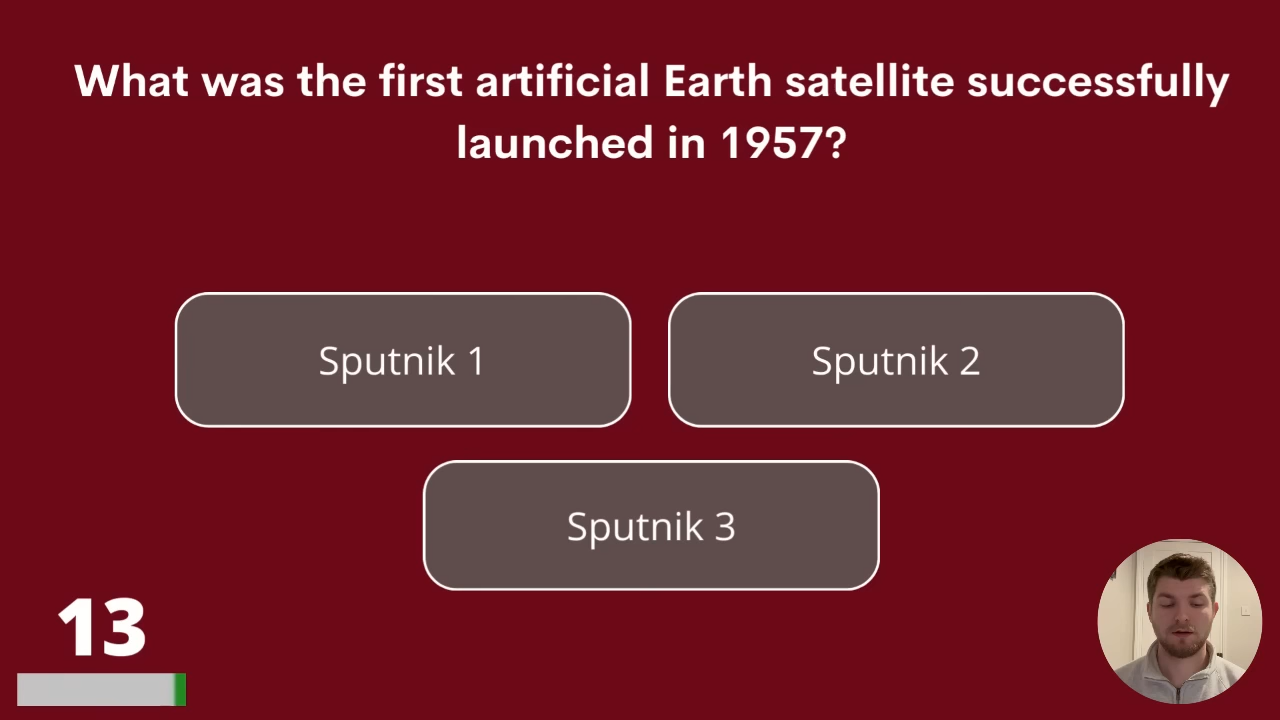 What was the first artificial Earth satellite successfully
launched in 1957?
Sputnik 1
Sputnik 2
Sputnik 3
13